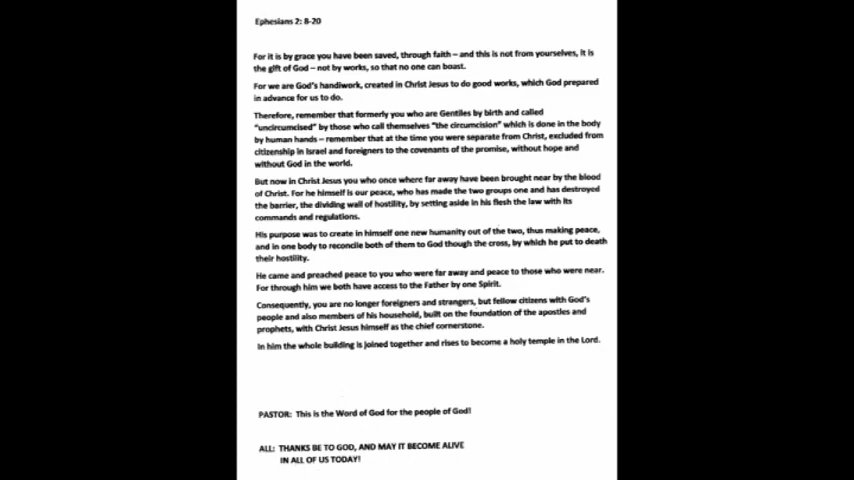 Ephesians 2: 8-20
For it is by grace you have been saved, through faith – and this is not from yourselves, it is
the gift of God – not by works, so that no one can boast.
For we are God's handiwork, created in Christ Jesus to do good works, which God prepared
in advance for us to do.
Therefore, remember that formerly you who are Gentiles by birth and called
"uncircumcised" by those who call themselves "the circumcision" which is done in the body
by human hands – remember that at the time you were separate from Christ, excluded from
citizenship in Israel and foreigners to the covenants of the promise, without hope and
without God in the world.
But now in Christ Jesus you who once where far away have been brought near by the blood
of Christ. For he himself is our peace, who has made the two groups one and has destroyed
the barrier, the dividing wall of hostility, by setting aside in his flesh the law with its
commands and regulations.
His purpose was to create in himself one new humanity out of the two, thus making peace,
and in one body to reconcile both of them to God though the cross, by which he put to death
their hostility.
He came and preached peace to you who were far away and peace to those who were near.
For through him we both have access to the Father by one Spirit.
Consequently, you are no longer foreigners and strangers, but fellow citizens with God's
people and also members of his household, built on the foundation of the apostles and
prophets, with Christ Jesus himself as the chief cornerstone.
In him the whole building is joined together and rises to become a holy temple in the Lord.
PASTOR: This is the Word of God for the people of God!
ALL: THANKS BE TO GOD, AND MAY IT BECOME ALIVE
IN ALL OF US TODAY!